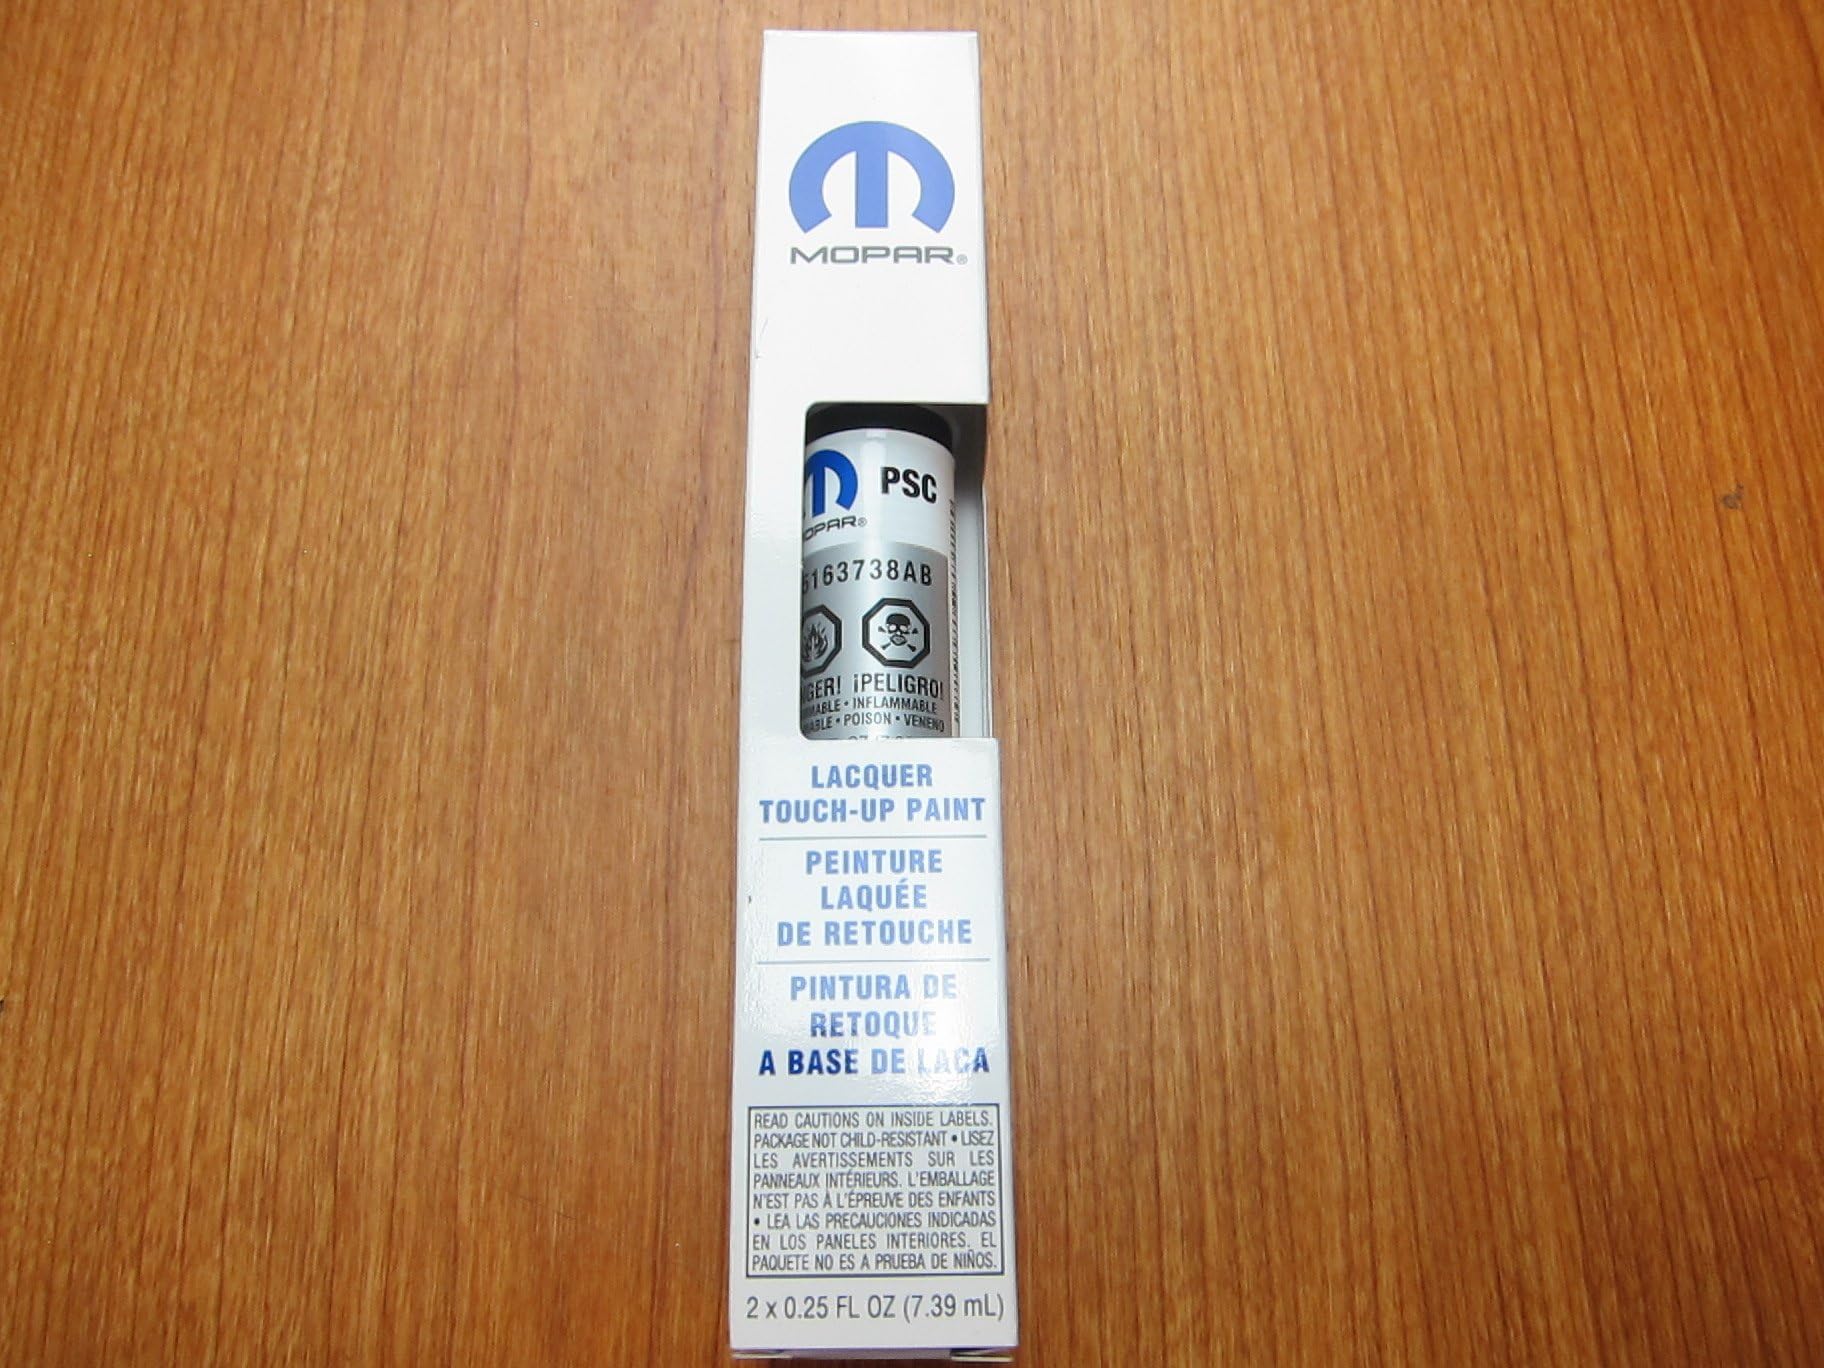 MOPAR®
PSC
MOPAR®
5163738AB
¡PELIGRO!
INFLAMMABLE
• POISON • VENENO
LACQUER
TOUCH-UP PAINT
PEINTURE
LAQUÉE
DE RETOUCHE
PINTURA DE
RETOQUE
A BASE DE LACA
READ CAUTIONS ON INSIDE LABELS.
PACKAGE NOT CHILD-RESISTANT • LISEZ
LES AVERTISSEMENTS SUR LES
PANNEAUX INTÉRIEURS. L'EMBALLAGE
N'EST PAS À L'ÉPREUVE DES ENFANTS
• LEA LAS PRECAUCIONES INDICADAS
EN LOS PANELES INTERIORES. EL
PAQUETE NO ES A PRUEBA DE NIÑOS.
2 x 0.25 FL OZ (7.39 mL)